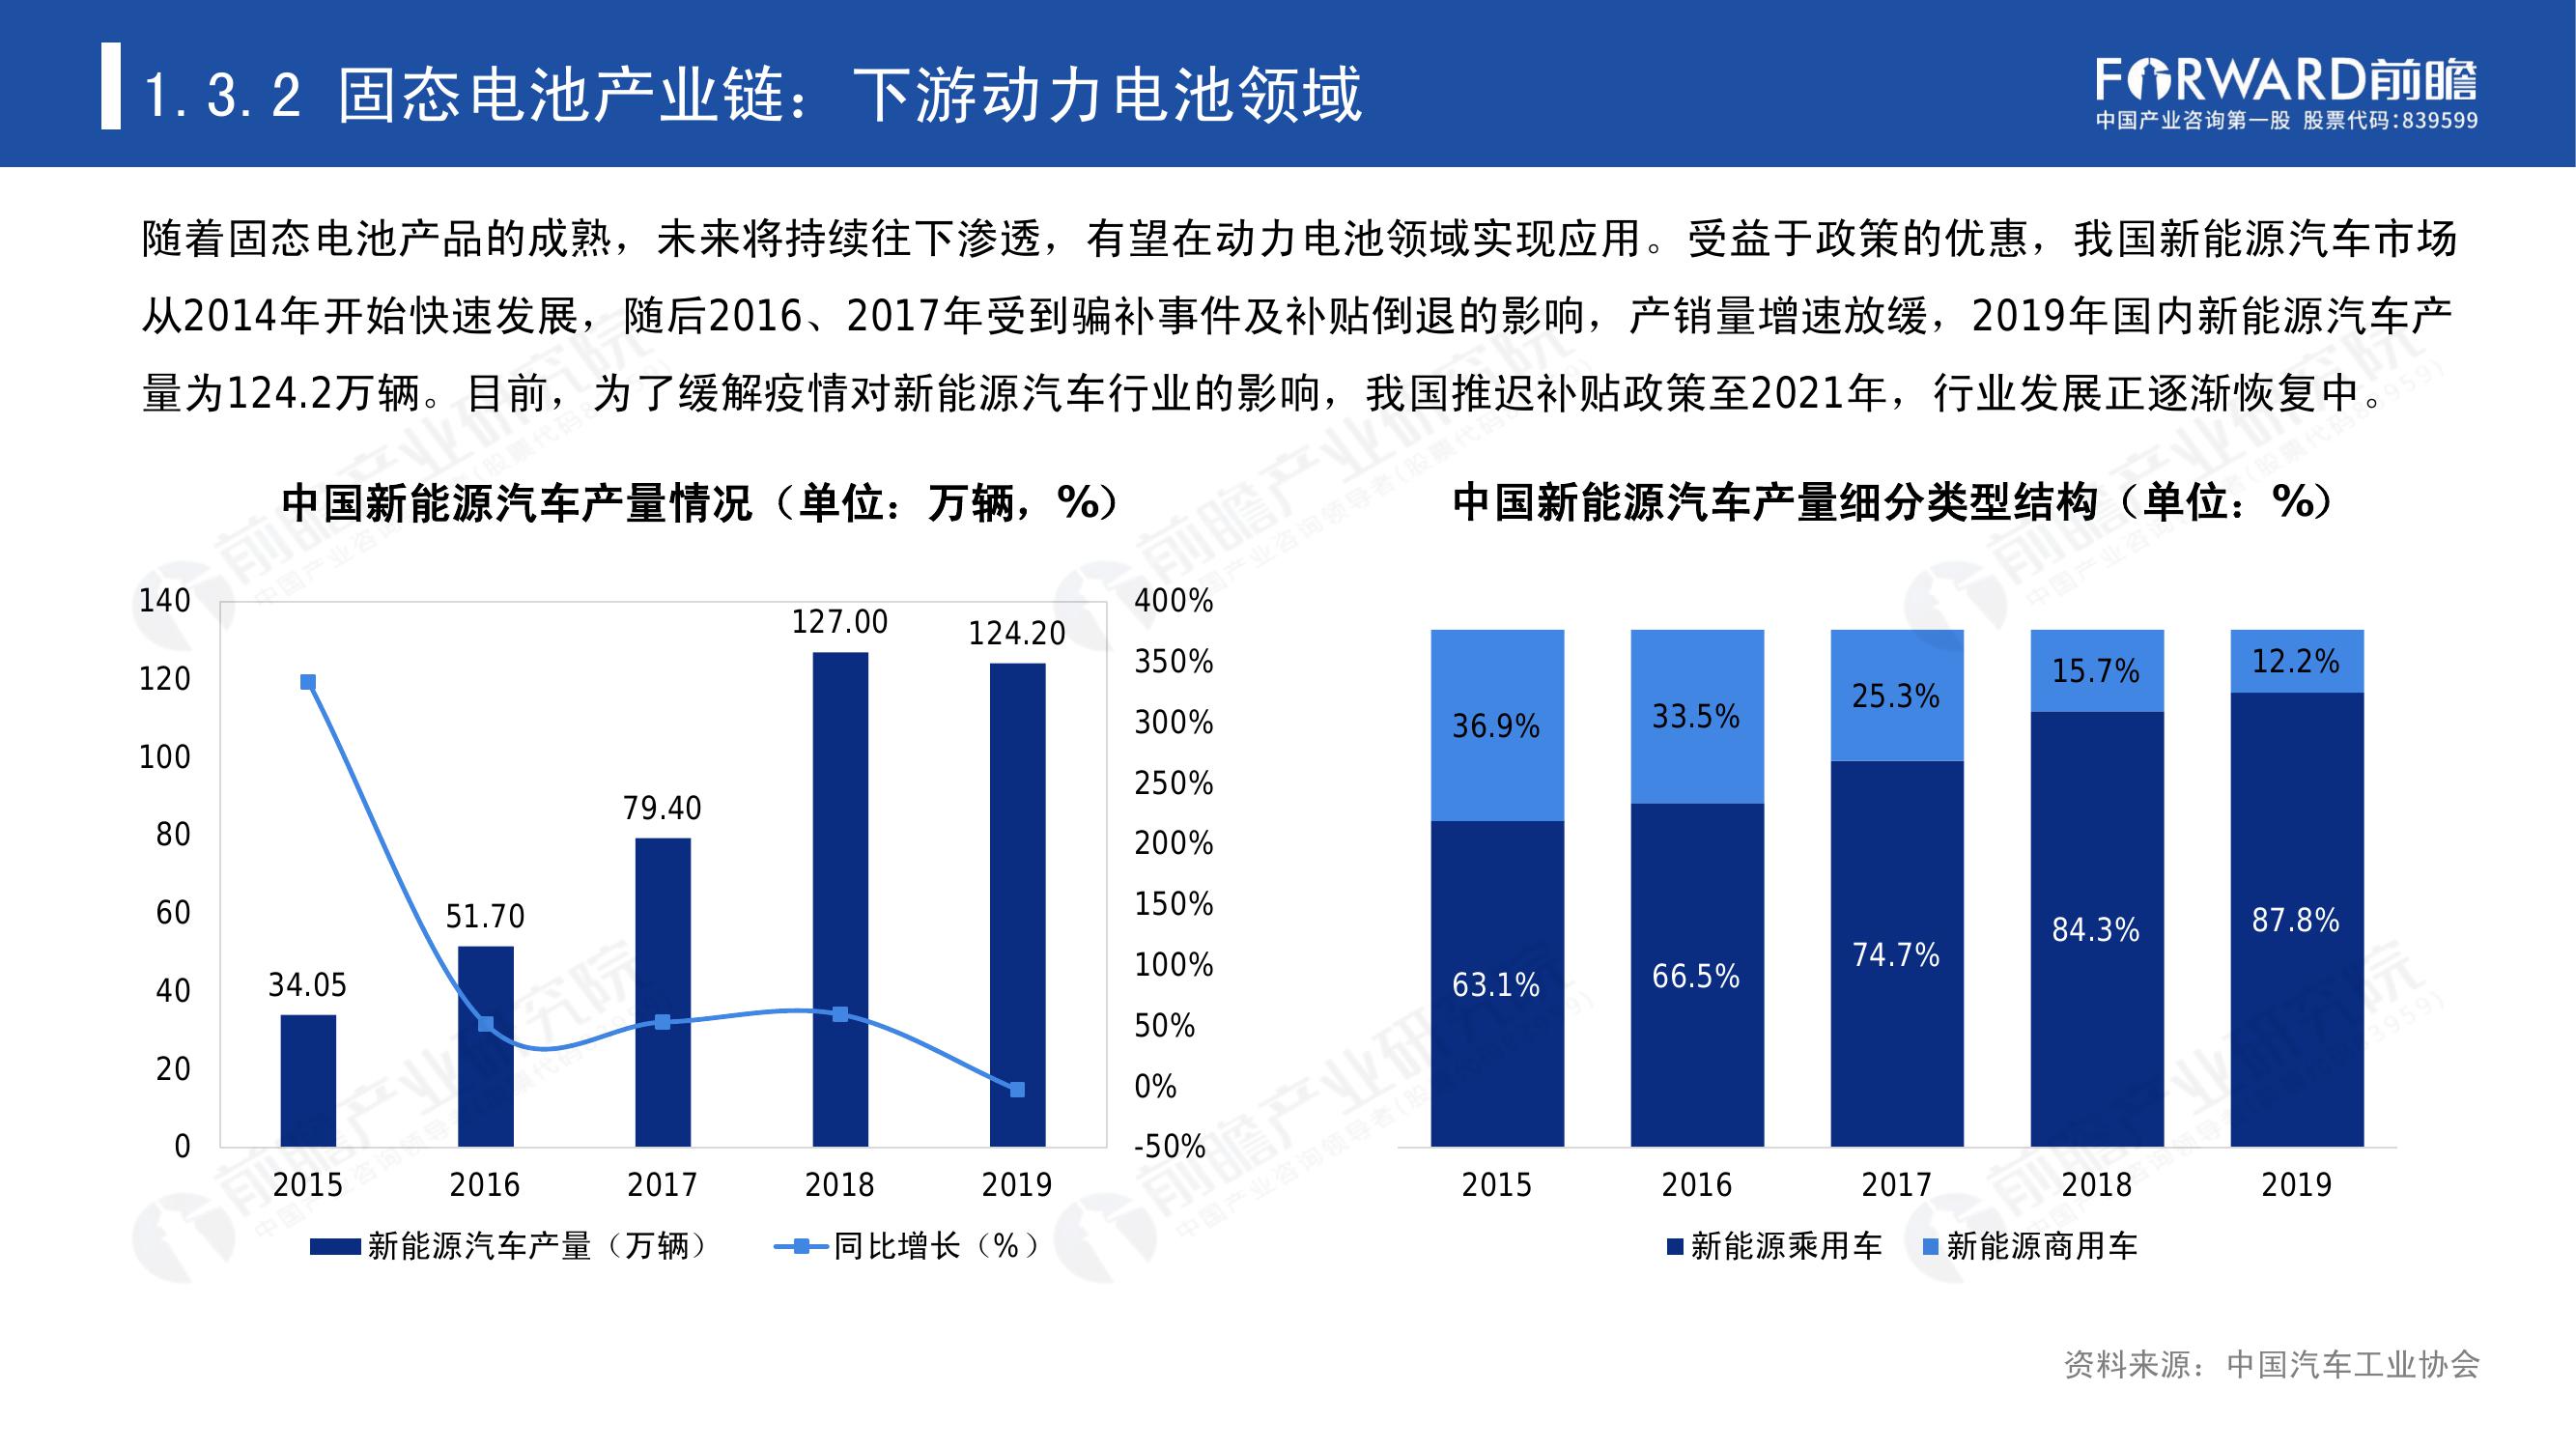 1.3.2 固态电池产业链：下游动力电池领域
FORWARD前瞻
中国产业咨询第一股 股票代码:839599
随着固态电池产品的成熟，未来将持续往下渗透，有望在动力电池领域实现应用。受益于政策的优惠，我国新能源汽车市场
从2014年开始快速发展，随后2016、2017年受到骗补事件及补贴倒退的影响，产销量增速放缓，2019年国内新能源汽车产
量为124.2万辆。目前，为了缓解疫情对新能源汽车行业的影响，我国推迟补贴政策至2021年，行业发展正逐渐恢复中。
中国新能源汽车产量情况（单位：万辆，%）
140
120
100
80
60
40
20
0
34.05
51.70
79.40
127.00
124.20
400%
350%
300%
250%
200%
150%
100%
50%
0%
-50%
2015 2016 2017 2018 2019
新能源汽车产量（万辆） 同比增长（%）
中国新能源汽车产量细分类型结构（单位：%）
36.9% 33.5% 25.3% 15.7% 12.2%
63.1% 66.5% 74.7% 84.3% 87.8%
2015 2016 2017 2018 2019
新能源乘用车 新能源商用车
资料来源：中国汽车工业协会
前瞻产业研究院